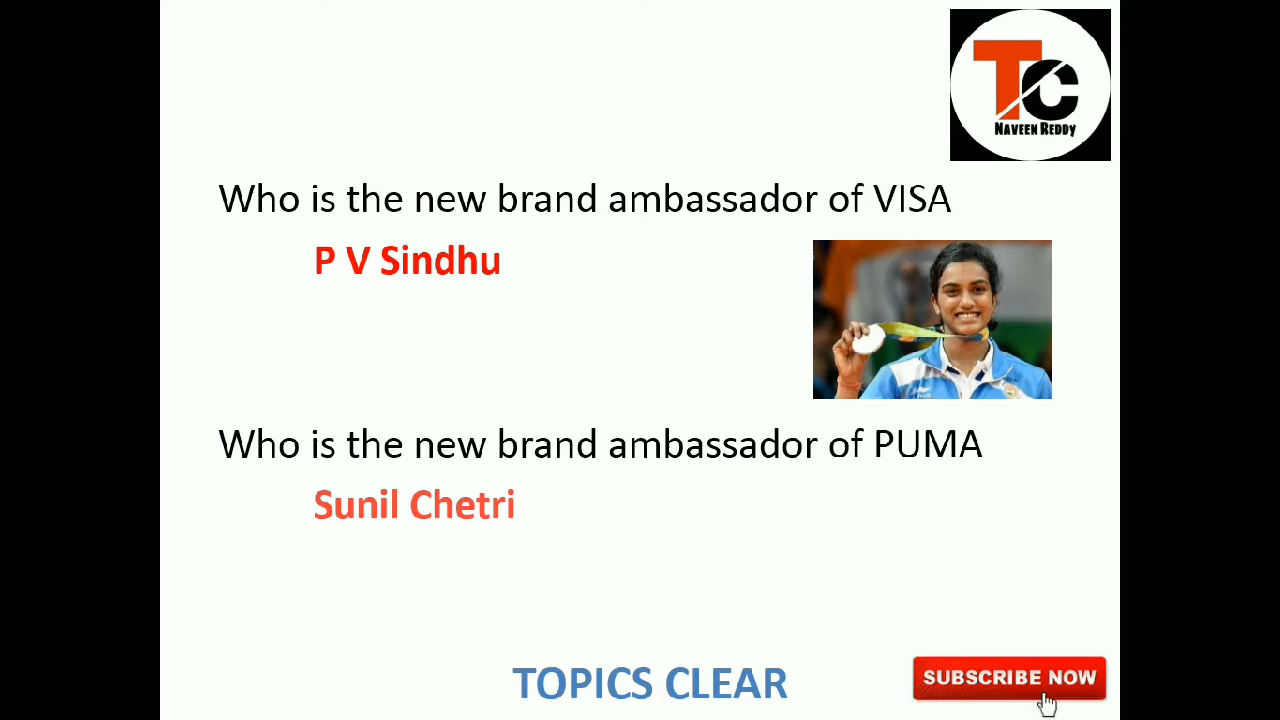 TC
NAVEEN REDDY
Who is the new brand ambassador of VISA
P V Sindhu
Who is the new brand ambassador of PUMA
Sunil Chetri
TOPICS CLEAR
SUBSCRIBE NOW